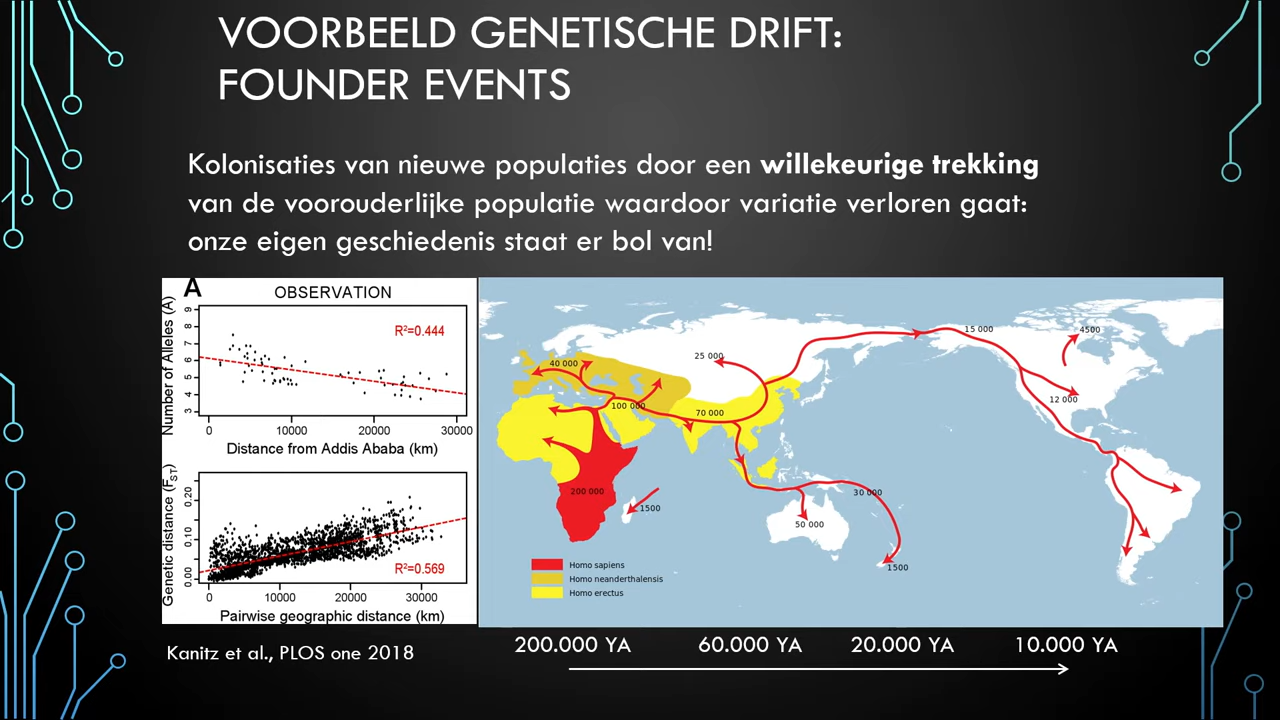 VOORBEELD GENETISCHE DRIFT:
FOUNDER EVENTS
Kolonisaties van nieuwe populaties door een willekeurige trekking
van de voorouderlijke populatie waardoor variatie verloren gaat:
onze eigen geschiedenis staat er bol van!
A
OBSERVATION
Number of Alleles (A)
9
8
7
6
5
4
3
R²=0.444
0 10000 20000 30000
Distance from Addis Ababa (km)
Genetic distance (FST)
0.20
0.10
0.00
R²=0.569
0 10000 20000 30000
Pairwise geographic distance (km)
15 000
4500
25 000
40 000
12 000
100 000
70 000
200 000
30 000
1500
50 000
1500
Homo sapiens
Homo neanderthalensis
Homo erectus
Kanitz et al., PLOS one 2018
200.000 YA 60.000 YA 20.000 YA 10.000 YA